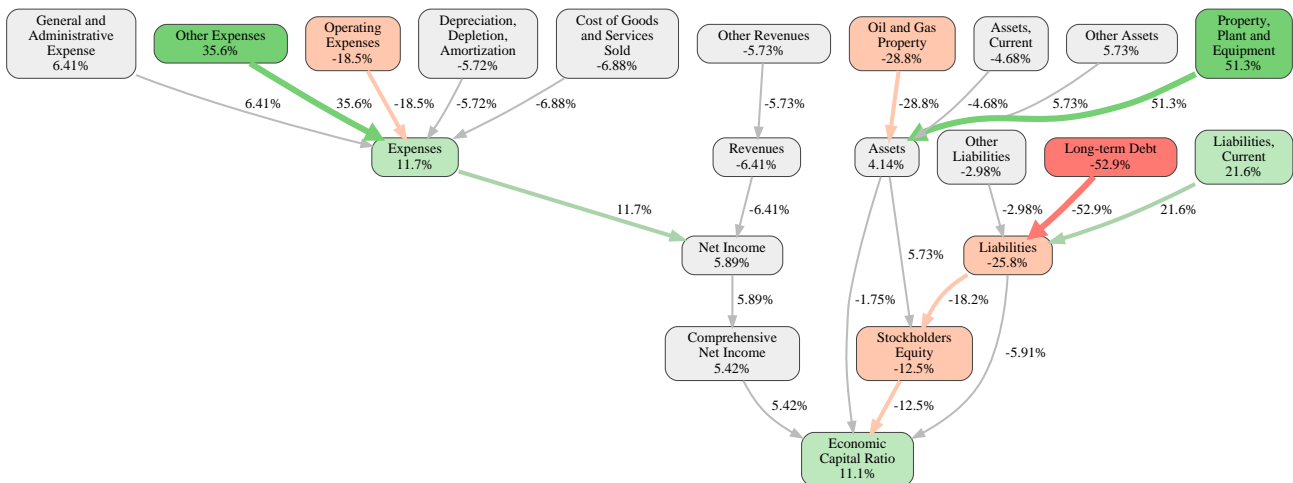 General and
Administrative
Expense
6.41%
Other Expenses
35.6%
Operating
Expenses
-18.5%
Depreciation,
Depletion,
Amortization
-5.72%
Cost of Goods
and Services
Sold
-6.88%
Other Revenues
-5.73%
Oil and Gas
Property
-28.8%
Assets,
Current
-4.68%
Other Assets
5.73%
Property,
Plant and
Equipment
51.3%
6.41%
35.6%
-18.5%
-5.72%
-6.88%
-5.73%
-28.8%
-4.68%
5.73%
51.3%
Expenses
11.7%
Revenues
-6.41%
Assets
4.14%
Other
Liabilities
-2.98%
Long-term Debt
-52.9%
Liabilities,
Current
21.6%
11.7%
-6.41%
-2.98%
-52.9%
21.6%
Net Income
5.89%
5.73%
Liabilities
-25.8%
5.89%
-1.75%
-18.2%
Comprehensive
Net Income
5.42%
Stockholders
Equity
-12.5%
-5.91%
5.42%
-12.5%
Economic
Capital Ratio
11.1%